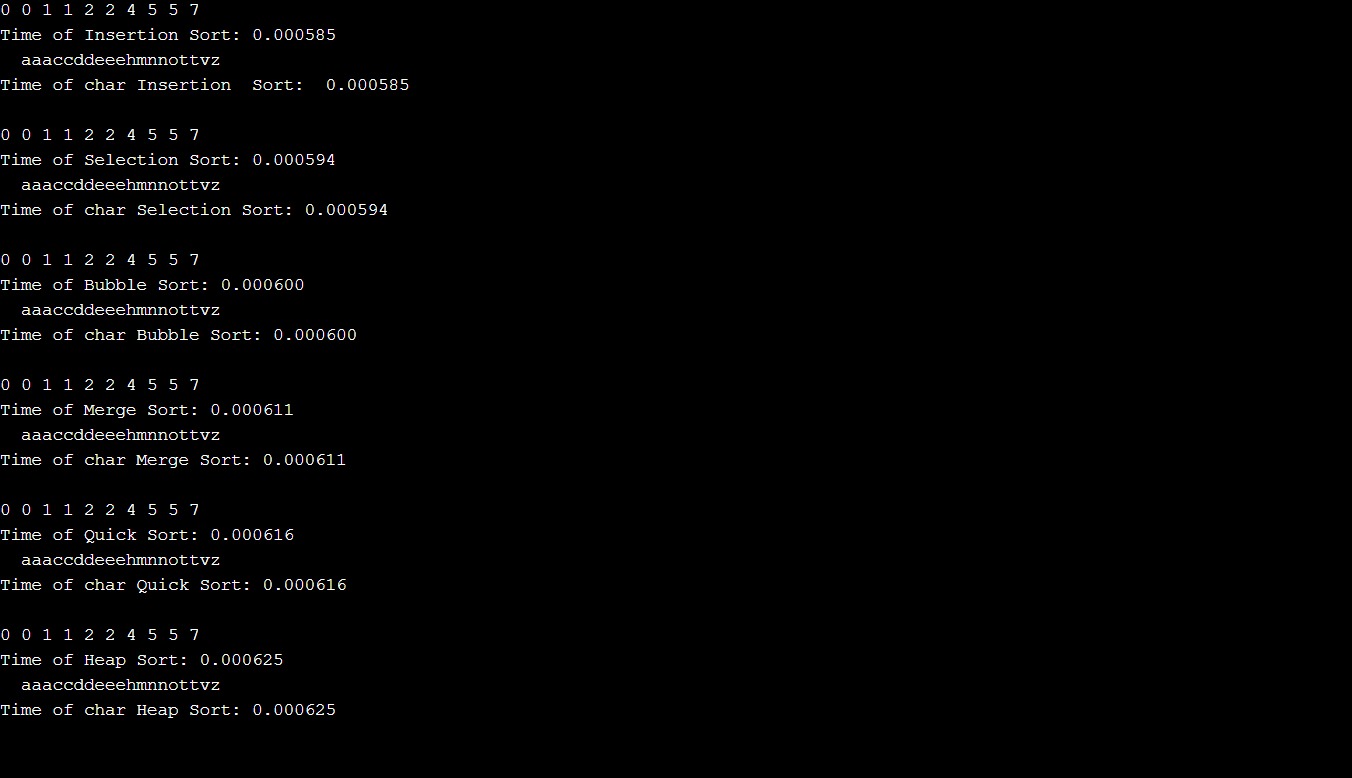 0 0 1 1 2 2 4 5 5 7
Time of Insertion Sort: 0.000585
  aaaccddeeehmnnottvz
Time of char Insertion  Sort:  0.000585

0 0 1 1 2 2 4 5 5 7
Time of Selection Sort: 0.000594
  aaaccddeeehmnnottvz
Time of char Selection Sort: 0.000594

0 0 1 1 2 2 4 5 5 7
Time of Bubble Sort: 0.000600
  aaaccddeeehmnnottvz
Time of char Bubble Sort: 0.000600

0 0 1 1 2 2 4 5 5 7
Time of Merge Sort: 0.000611
  aaaccddeeehmnnottvz
Time of char Merge Sort: 0.000611

0 0 1 1 2 2 4 5 5 7
Time of Quick Sort: 0.000616
  aaaccddeeehmnnottvz
Time of char Quick Sort: 0.000616

0 0 1 1 2 2 4 5 5 7
Time of Heap Sort: 0.000625
  aaaccddeeehmnnottvz
Time of char Heap Sort: 0.000625